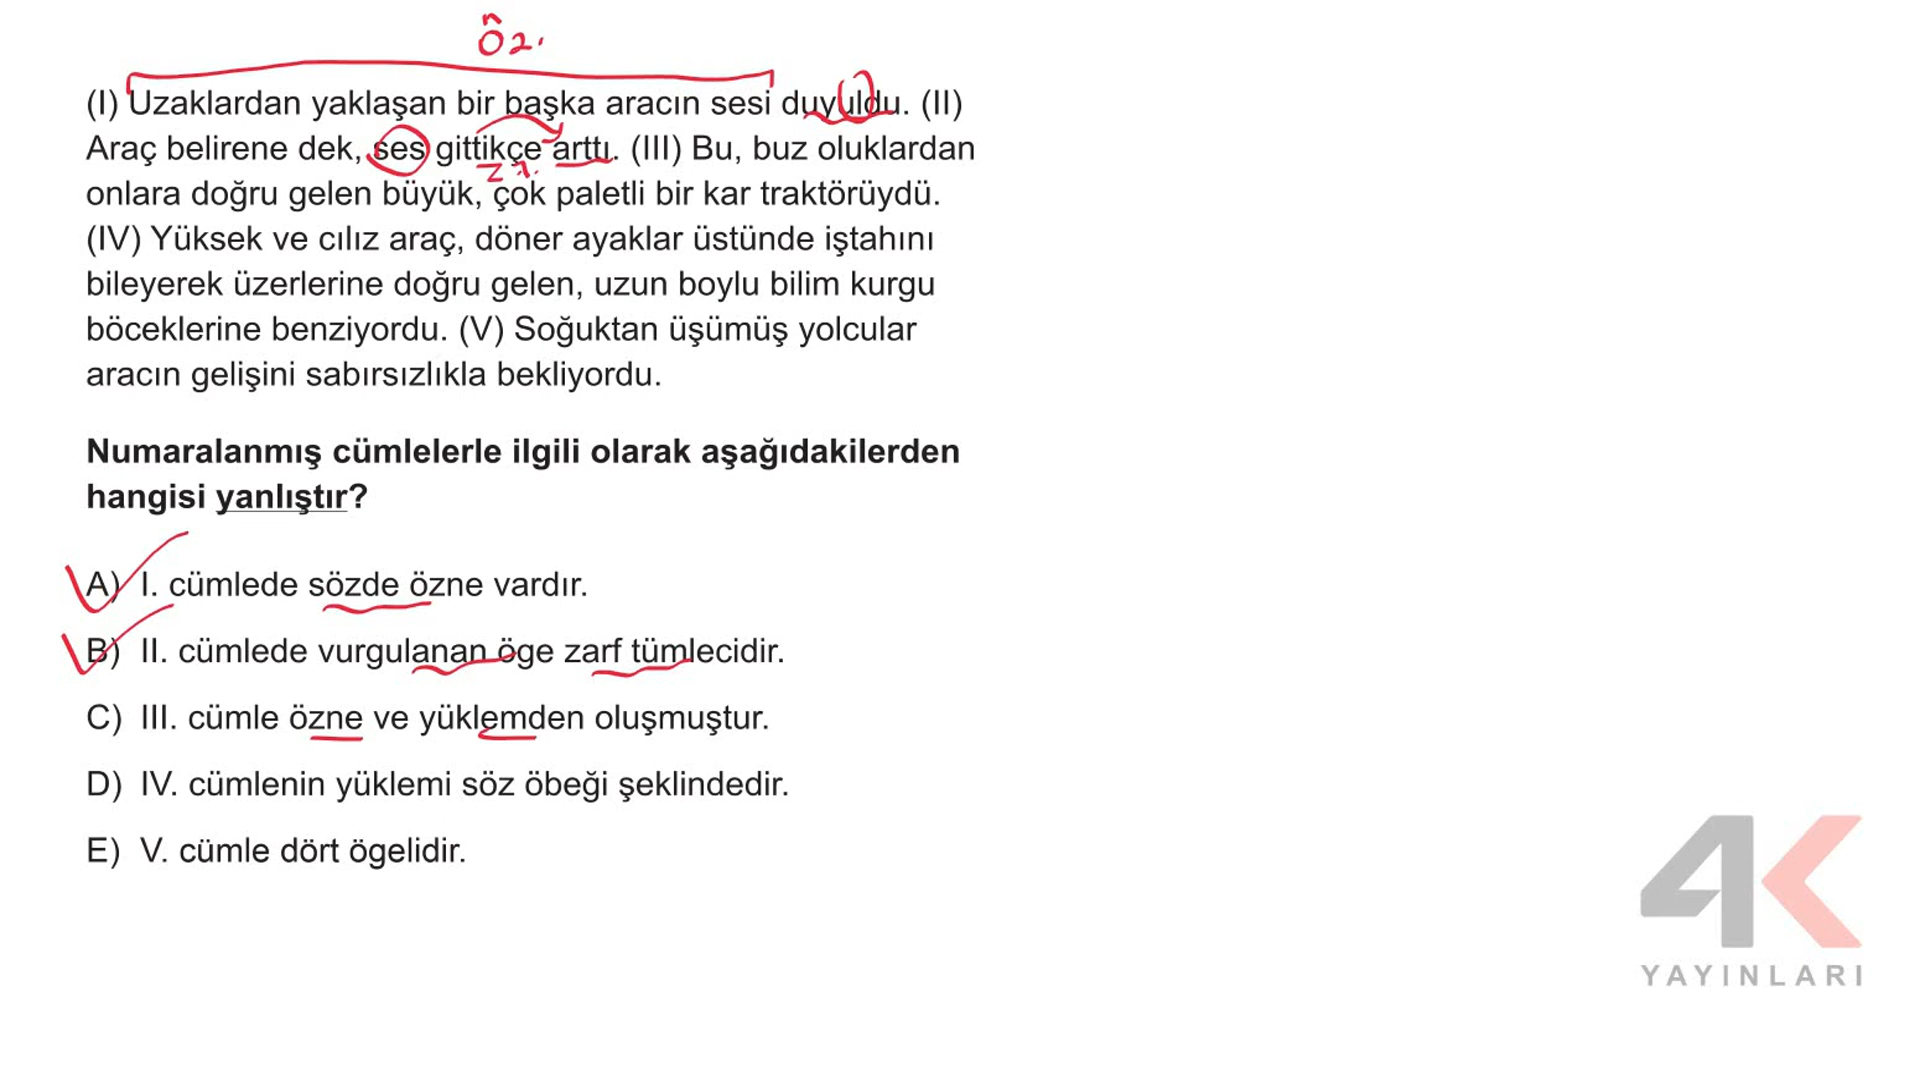 Öz.
(I) Uzaklardan yaklaşan bir başka aracın sesi duyuldu. (II)
Araç belirene dek, ses gittikçe arttı. (III) Bu, buz oluklardan
z t.
onlara doğru gelen büyük, çok paletli bir kar traktörüydü.
(IV) Yüksek ve cılız araç, döner ayaklar üstünde iştahını
bileyerek üzerlerine doğru gelen, uzun boylu bilim kurgu
böceklerine benziyordu. (V) Soğuktan üşümüş yolcular
aracın gelişini sabırsızlıkla bekliyordu.
Numaralanmış cümlelerle ilgili olarak aşağıdakilerden
hangisi yanlıştır?
A) I. cümlede sözde özne vardır.
B) II. cümlede vurgulanan öge zarf tümlecidir.
C) III. cümle özne ve yüklemden oluşmuştur.
D) IV. cümlenin yüklemi söz öbeği şeklindedir.
E) V. cümle dört ögelidir.
4K
YAYINLARI